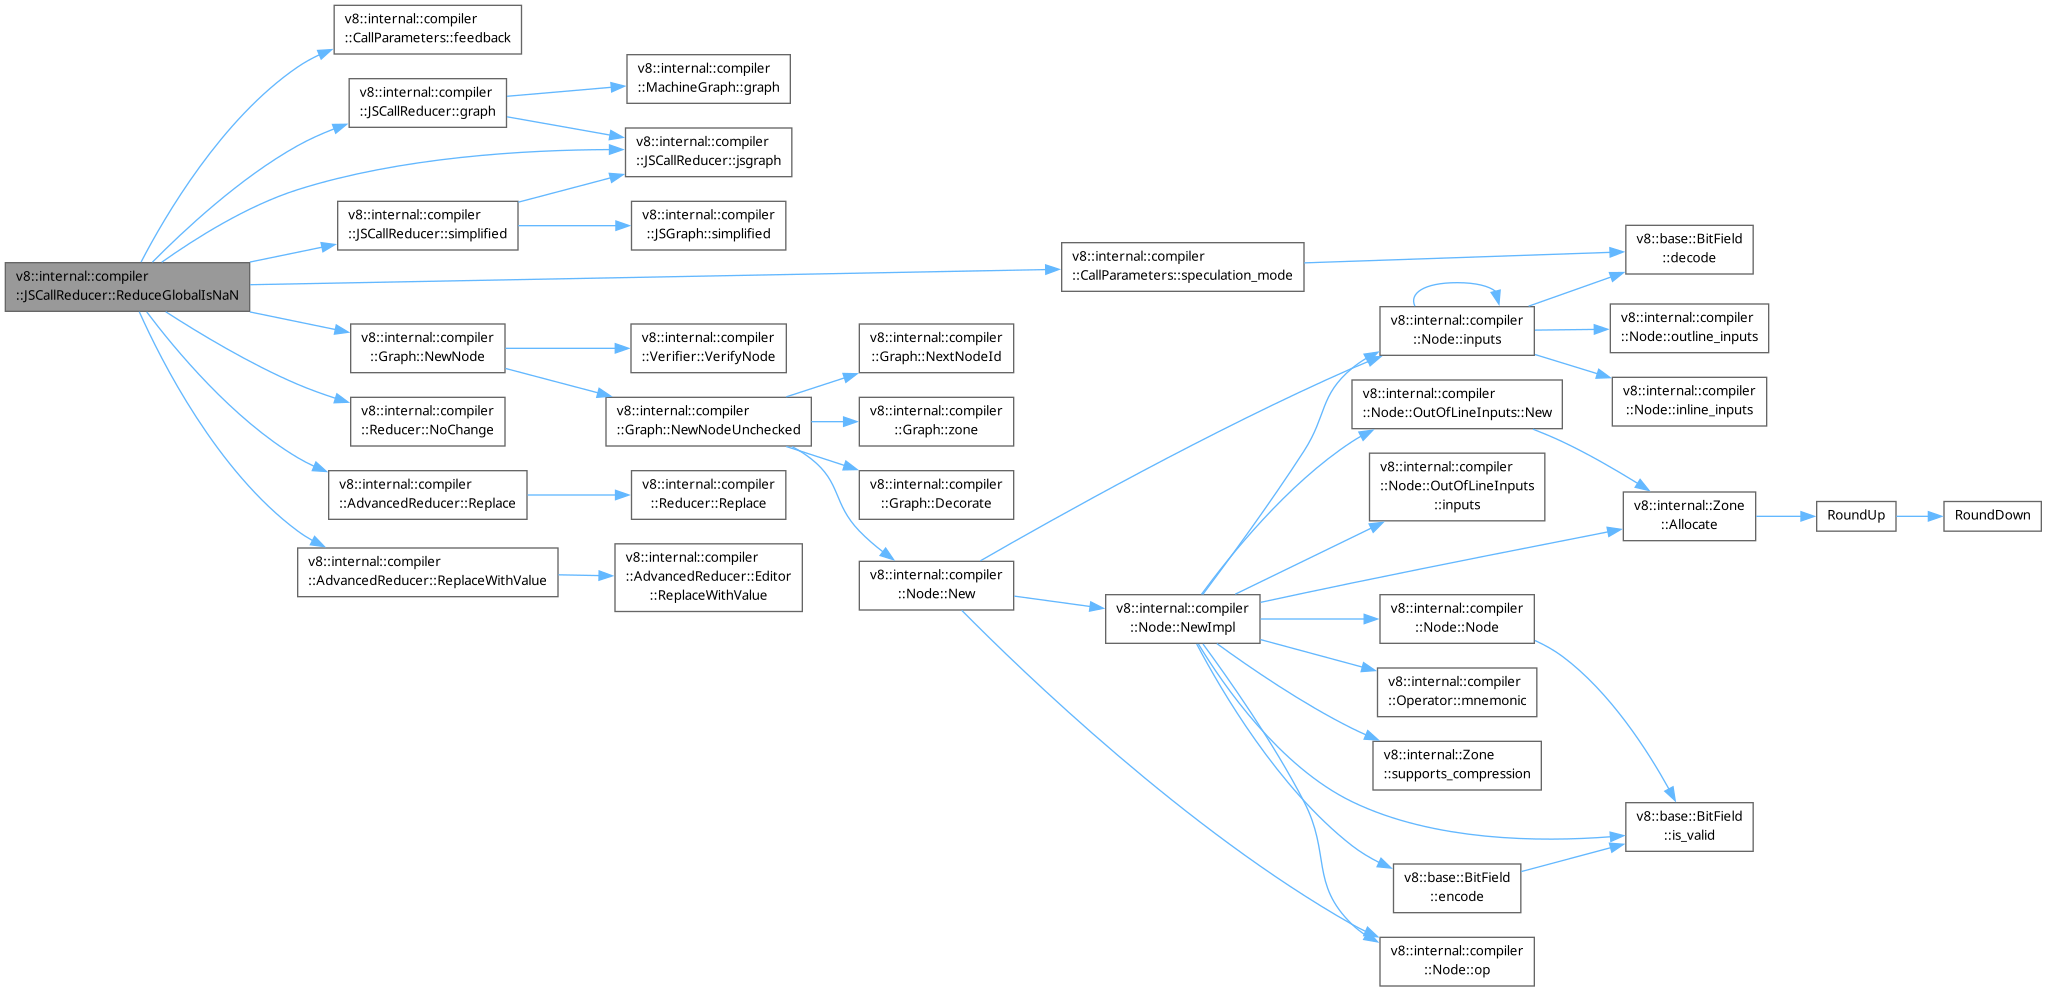 v8::internal::compiler
::JSCallReducer::ReduceGlobalIsNaN
v8::internal::compiler
::CallParameters::feedback
v8::internal::compiler
::JSCallReducer::graph
v8::internal::compiler
::MachineGraph::graph
v8::internal::compiler
::JSCallReducer::jsgraph
v8::internal::compiler
::JSCallReducer::simplified
v8::internal::compiler
::JSGraph::simplified
v8::internal::compiler
::CallParameters::speculation_mode
v8::base::BitField
::decode
v8::internal::compiler
::Graph::NewNode
v8::internal::compiler
::Verifier::VerifyNode
v8::internal::compiler
::Graph::NewNodeUnchecked
v8::internal::compiler
::Graph::NextNodeId
v8::internal::compiler
::Graph::zone
v8::internal::compiler
::Graph::Decorate
v8::internal::compiler
::Node::New
v8::internal::compiler
::Node::inputs
v8::internal::compiler
::Node::outline_inputs
v8::internal::compiler
::Node::inline_inputs
v8::internal::compiler
::Node::NewImpl
v8::internal::compiler
::Node::OutOfLineInputs::New
v8::internal::compiler
::Node::OutOfLineInputs
::inputs
v8::internal::Zone
::Allocate
RoundUp
RoundDown
v8::internal::compiler
::Node::Node
v8::internal::compiler
::Operator::mnemonic
v8::internal::Zone
::supports_compression
v8::base::BitField
::is_valid
v8::base::BitField
::encode
v8::internal::compiler
::Node::op
v8::internal::compiler
::Reducer::NoChange
v8::internal::compiler
::AdvancedReducer::Replace
v8::internal::compiler
::Reducer::Replace
v8::internal::compiler
::AdvancedReducer::ReplaceWithValue
v8::internal::compiler
::AdvancedReducer::Editor
::ReplaceWithValue